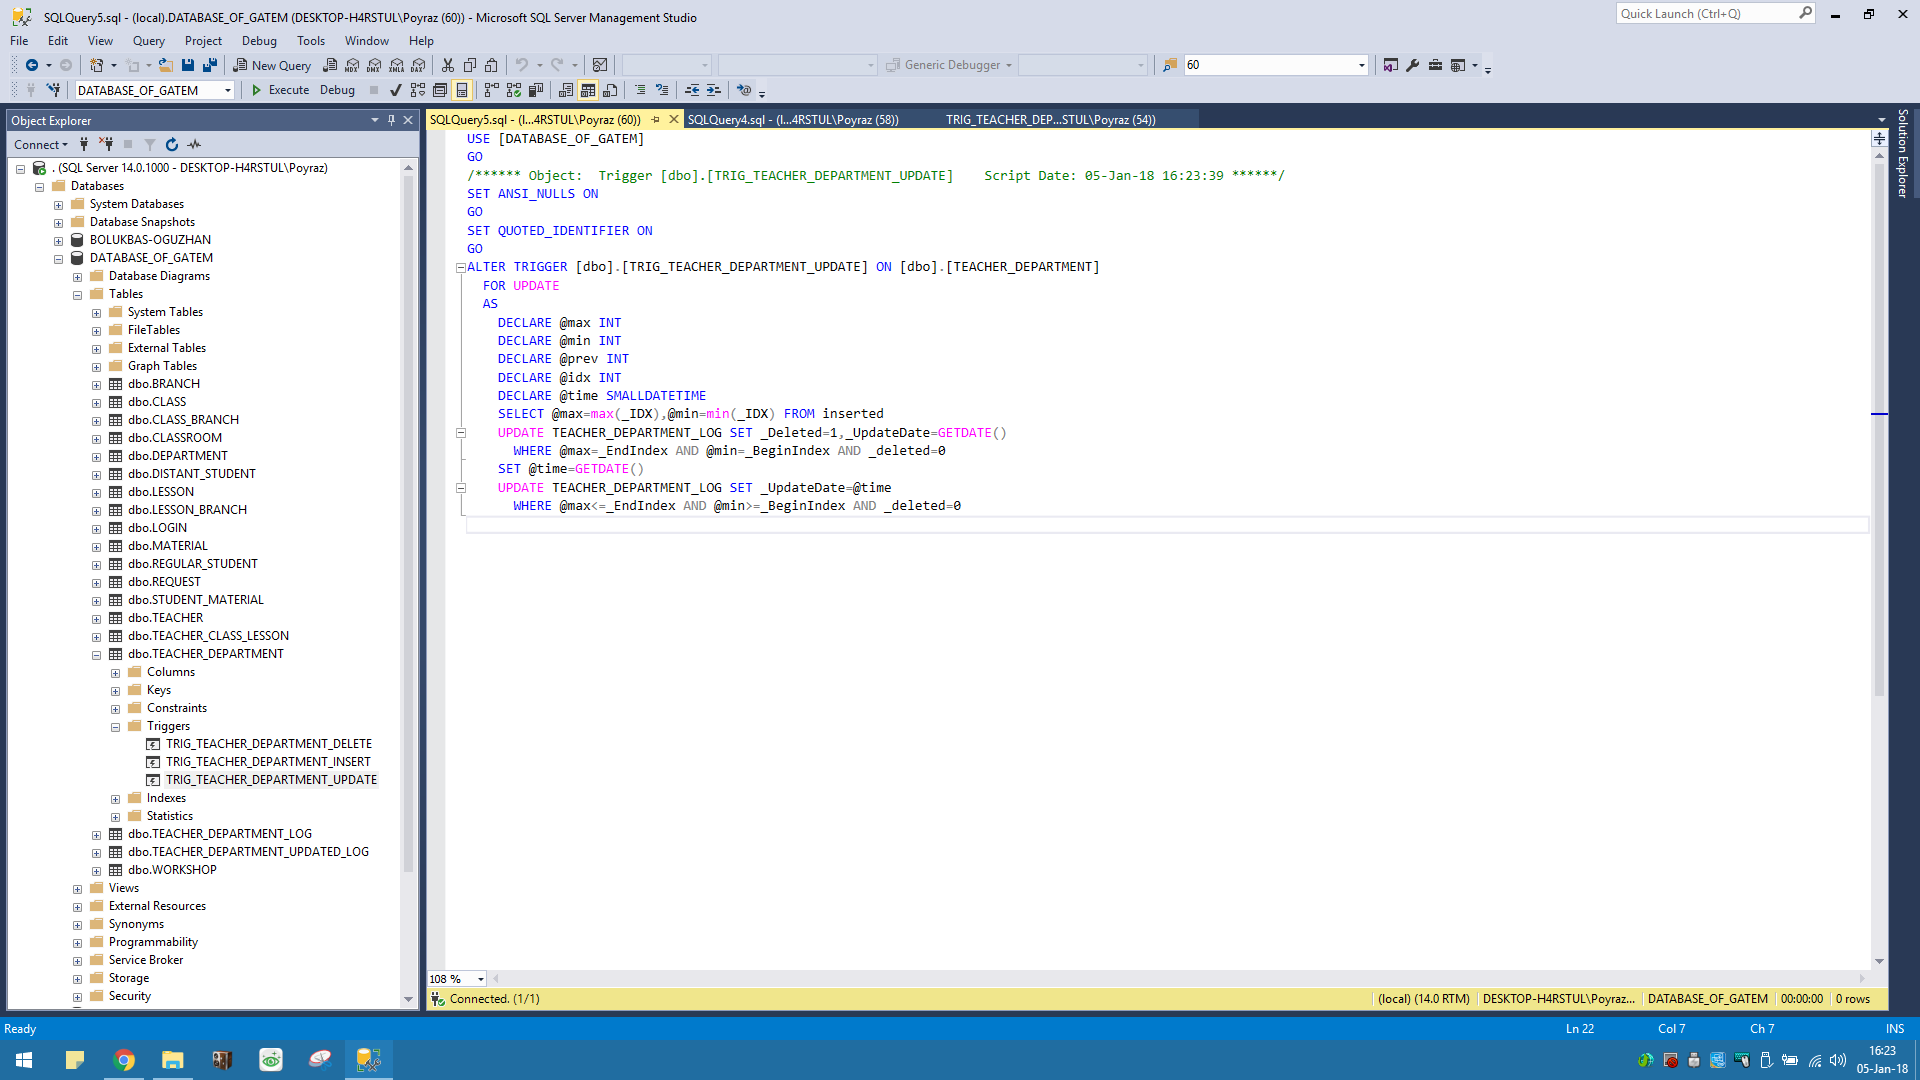 SQLQuery5.sql - (local).DATABASE_OF_GATEM (DESKTOP-H4RSTUL\Poyraz (60)) - Microsoft SQL Server Management Studio
Quick Launch (Ctrl+Q)
File Edit View Query Project Debug Tools Window Help
New Query
MDX DMX XMLA DAX
Generic Debugger
60
DATABASE_OF_GATEM
Execute Debug
Object Explorer
Connect
. (SQL Server 14.0.1000 - DESKTOP-H4RSTUL\Poyraz)
Databases
System Databases
Database Snapshots
BOLUKBAS-OGUZHAN
DATABASE_OF_GATEM
Database Diagrams
Tables
System Tables
FileTables
External Tables
Graph Tables
dbo.BRANCH
dbo.CLASS
dbo.CLASS_BRANCH
dbo.CLASSROOM
dbo.DEPARTMENT
dbo.DISTANT_STUDENT
dbo.LESSON
dbo.LESSON_BRANCH
dbo.LOGIN
dbo.MATERIAL
dbo.REGULAR_STUDENT
dbo.REQUEST
dbo.STUDENT_MATERIAL
dbo.TEACHER
dbo.TEACHER_CLASS_LESSON
dbo.TEACHER_DEPARTMENT
Columns
Keys
Constraints
Triggers
TRIG_TEACHER_DEPARTMENT_DELETE
TRIG_TEACHER_DEPARTMENT_INSERT
TRIG_TEACHER_DEPARTMENT_UPDATE
Indexes
Statistics
dbo.TEACHER_DEPARTMENT_LOG
dbo.TEACHER_DEPARTMENT_UPDATED_LOG
dbo.WORKSHOP
Views
External Resources
Synonyms
Programmability
Service Broker
Storage
Security
SQLQuery5.sql - (l...4RSTUL\Poyraz (60))
SQLQuery4.sql - (l...4RSTUL\Poyraz (58))
TRIG_TEACHER_DEP...STUL\Poyraz (54))
USE [DATABASE_OF_GATEM]
GO
/****** Object:  Trigger [dbo].[TRIG_TEACHER_DEPARTMENT_UPDATE]    Script Date: 05-Jan-18 16:23:39 ******/
SET ANSI_NULLS ON
GO
SET QUOTED_IDENTIFIER ON
GO
ALTER TRIGGER [dbo].[TRIG_TEACHER_DEPARTMENT_UPDATE] ON [dbo].[TEACHER_DEPARTMENT]
FOR UPDATE
AS
DECLARE @max INT
DECLARE @min INT
DECLARE @prev INT
DECLARE @idx INT
DECLARE @time SMALLDATETIME
SELECT @max=max(_IDX),@min=min(_IDX) FROM inserted
UPDATE TEACHER_DEPARTMENT_LOG SET _Deleted=1,_UpdateDate=GETDATE()
WHERE @max=_EndIndex AND @min=_BeginIndex AND _deleted=0
SET @time=GETDATE()
UPDATE TEACHER_DEPARTMENT_LOG SET _UpdateDate=@time
WHERE @max<=_EndIndex AND @min>=_BeginIndex AND _deleted=0
Solution Explorer
108 %
Connected. (1/1)
(local) (14.0 RTM) DESKTOP-H4RSTUL\Poyraz... DATABASE_OF_GATEM 00:00:00 0 rows
Ready
Ln 22 Col 7 Ch 7 INS
16:23
05-Jan-18